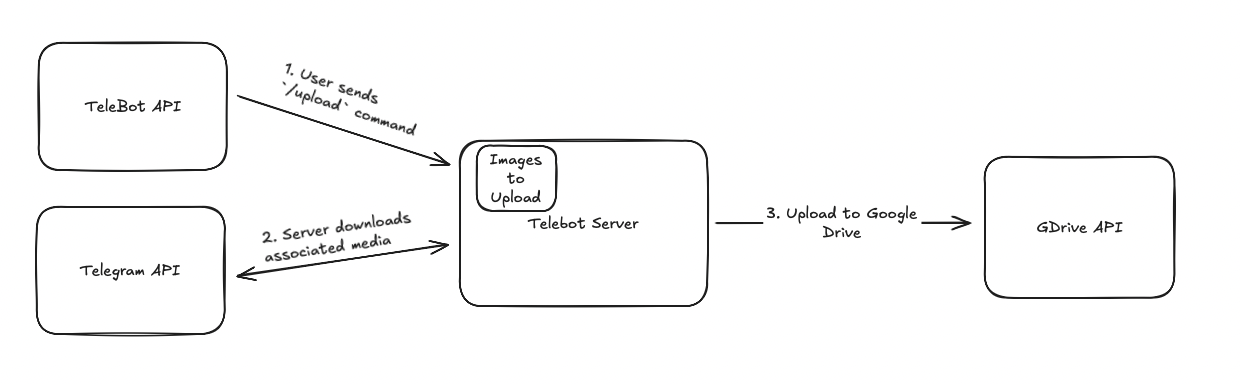 TeleBot API
1. User sends
`/upload` command
Images
to
Upload
Telebot Server
2. Server downloads
associated media
Telegram API
3. Upload to Google
Drive
GDrive API